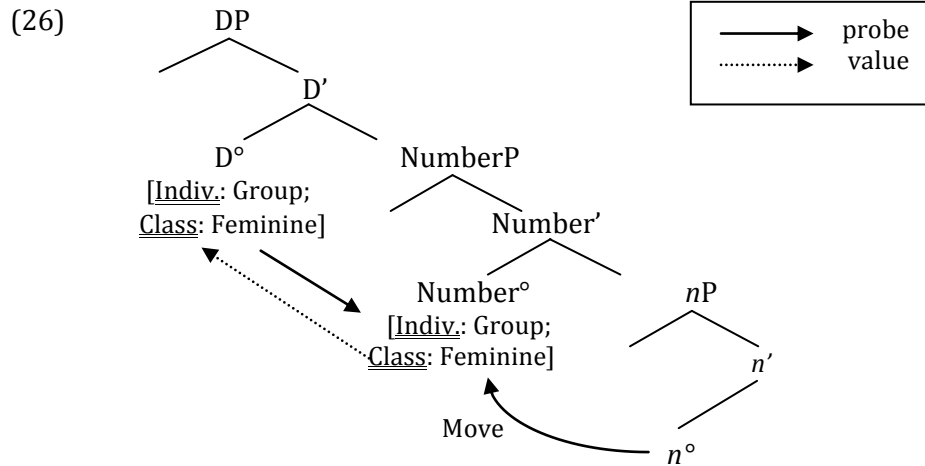 (26)
DP
probe
value
D’
D°
NumberP
[Indiv.: Group;
Class: Feminine]
Number’
Number°
nP
[Indiv.: Group;
Class: Feminine]
n’
Move
n°